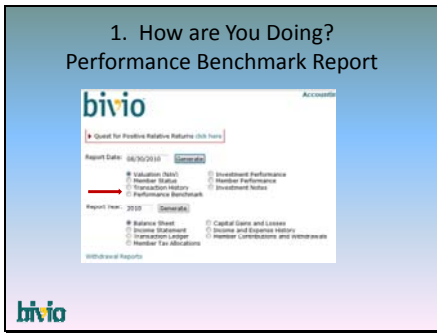 1. How are You Doing?
Performance Benchmark Report
bivio
Accountin
Quest for Positive Relative Returns click here
Report Date: 08/30/2010 Generate
Valuation (NAV) Investment Performance
Member Status Member Performance
Transaction History Investment Notes
Performance Benchmark
Report Year: 2010 Generate
Balance Sheet Capital Gains and Losses
Income Statement Income and Expense History
Transaction Ledger Member Contributions and Withdrawals
Member Tax Allocations
Withdrawal Reports
bivio